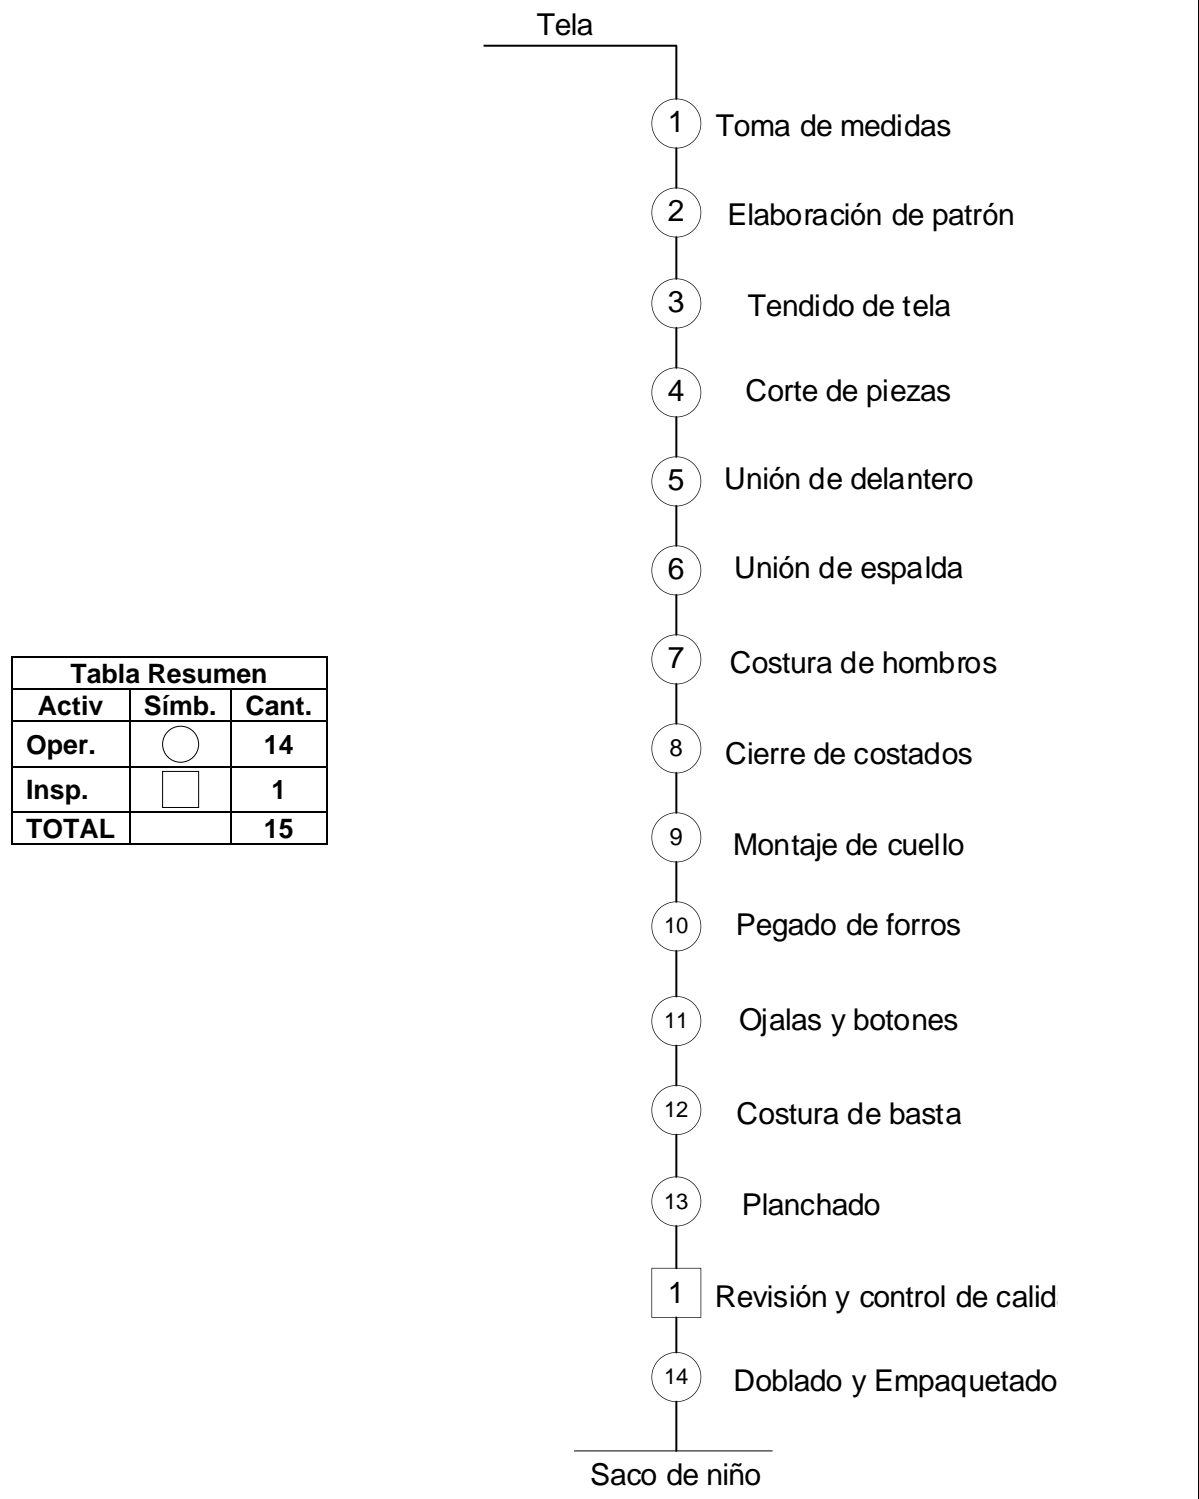 Tela
1 Toma de medidas
2 Elaboración de patrón
3 Tendido de tela
4 Corte de piezas
5 Unión de delantero
6 Unión de espalda
7 Costura de hombros
8 Cierre de costados
9 Montaje de cuello
10 Pegado de forros
11 Ojalas y botones
12 Costura de basta
13 Planchado
1 Revisión y control de calid
14 Doblado y Empaquetado
Saco de niño
Tabla Resumen
Activ Símb. Cant.
Oper. 14
Insp. 1
TOTAL 15